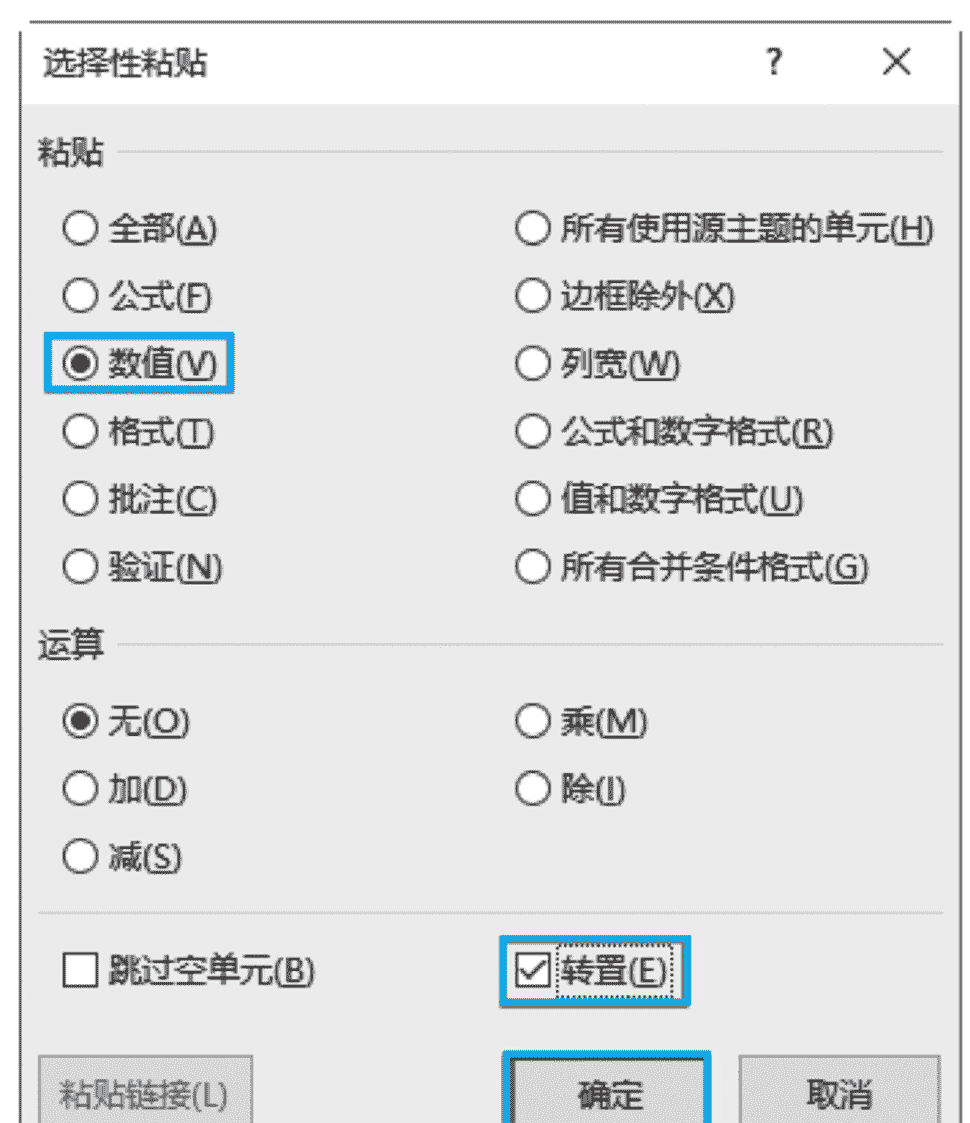 选择性粘贴 ? ×
粘贴
全部(A) 所有使用源主题的单元(H)
公式(F) 边框除外(X)
数值(V) 列宽(W)
格式(T) 公式和数字格式(R)
批注(C) 值和数字格式(U)
验证(N) 所有合并条件格式(G)
运算
无(O) 乘(M)
加(D) 除(I)
减(S)
跳过空单元(B) 转置(E)
粘贴链接(L) 确定 取消